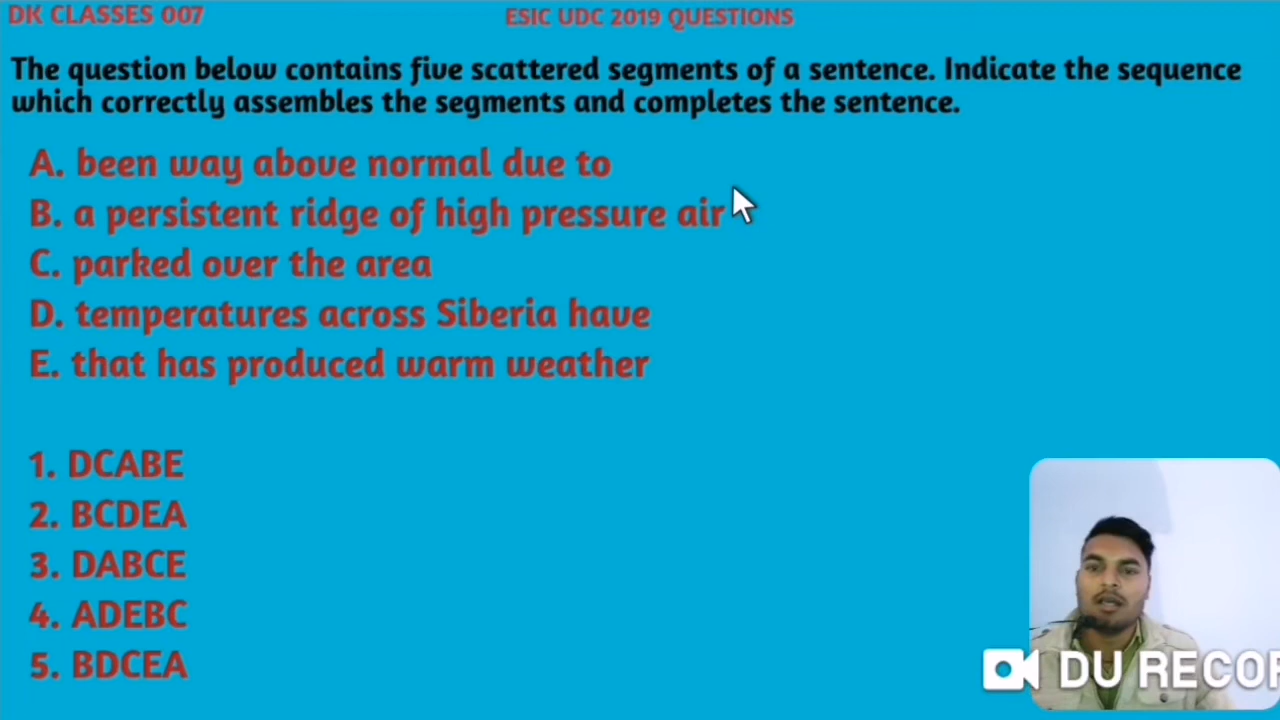 DK CLASSES 007
ESIC UDC 2019 QUESTIONS
The question below contains five scattered segments of a sentence. Indicate the sequence
which correctly assembles the segments and completes the sentence.
A. been way above normal due to
B. a persistent ridge of high pressure air
C. parked over the area
D. temperatures across Siberia have
E. that has produced warm weather
1. DCABE
2. BCDEA
3. DABCE
4. ADEBC
5. BDCEA
DU RECOR